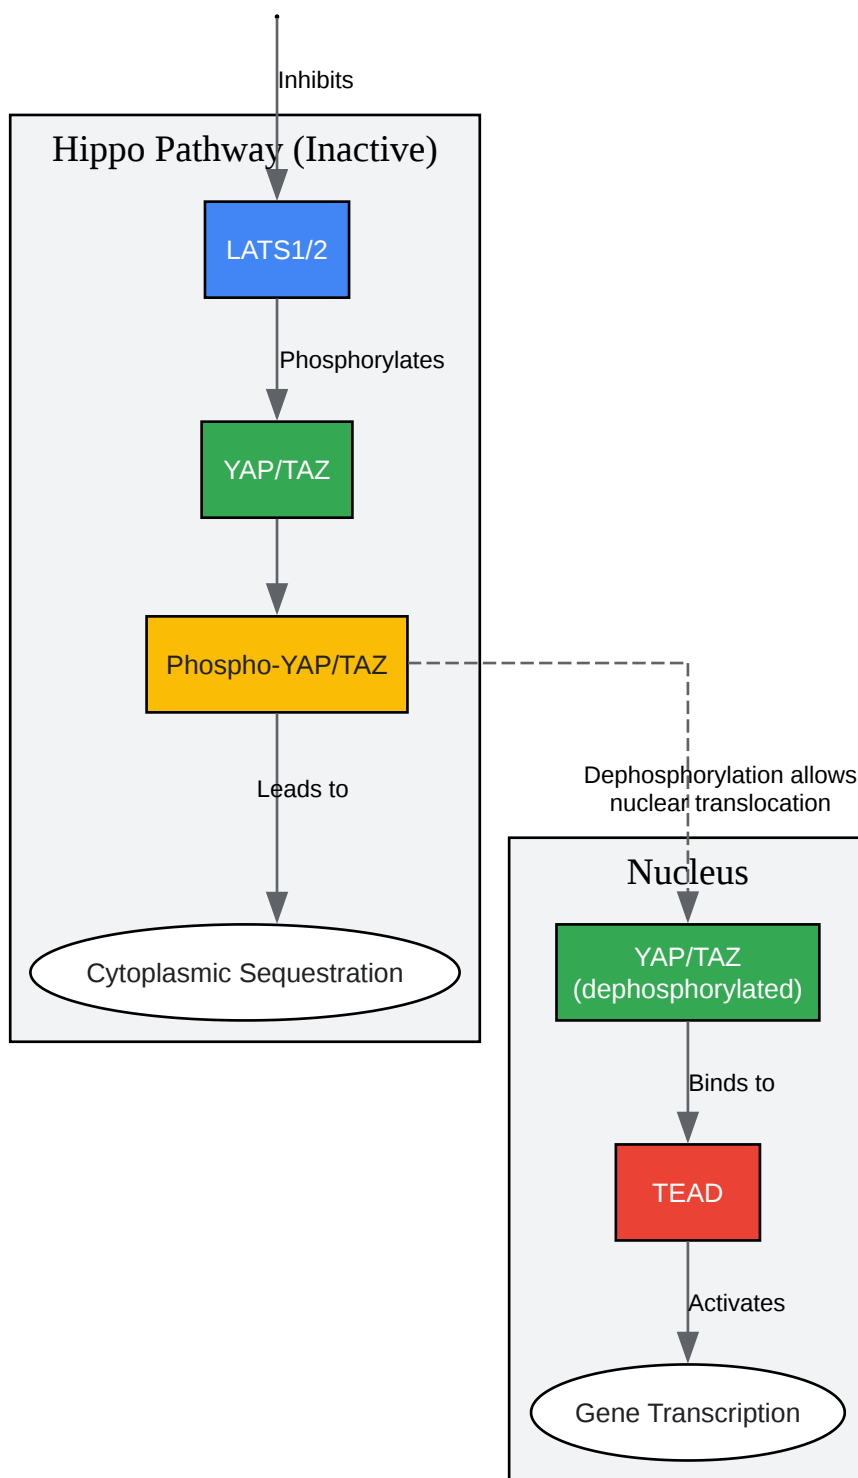 Inhibits
Hippo Pathway (Inactive)
LATS1/2
Phosphorylates
YAP/TAZ
Phospho-YAP/TAZ
Leads to
Cytoplasmic Sequestration
Dephosphorylation allows
nuclear translocation
Nucleus
YAP/TAZ
(dephosphorylated)
Binds to
TEAD
Activates
Gene Transcription